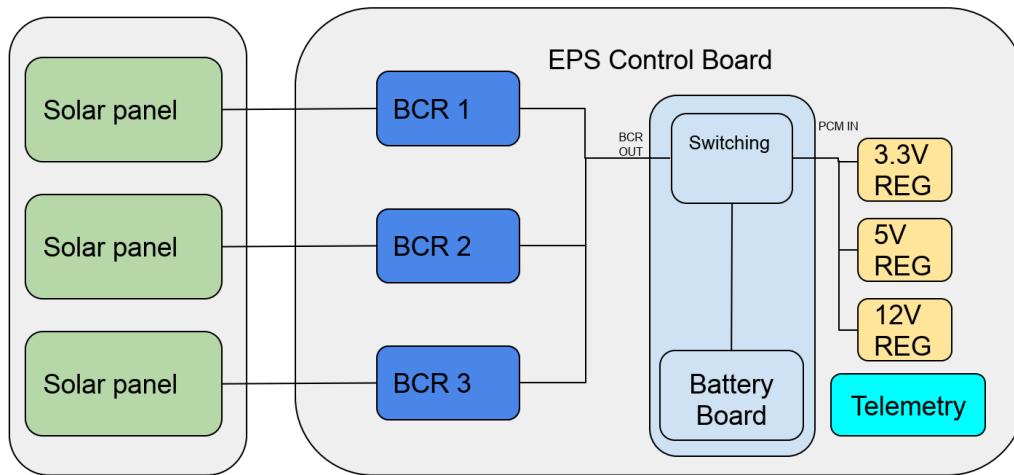 EPS Control Board
Solar panel
BCR 1
Solar panel
BCR 2
Solar panel
BCR 3
BCR
OUT
Switching
Battery
Board
PCM IN
3.3V
REG
5V
REG
12V
REG
Telemetry